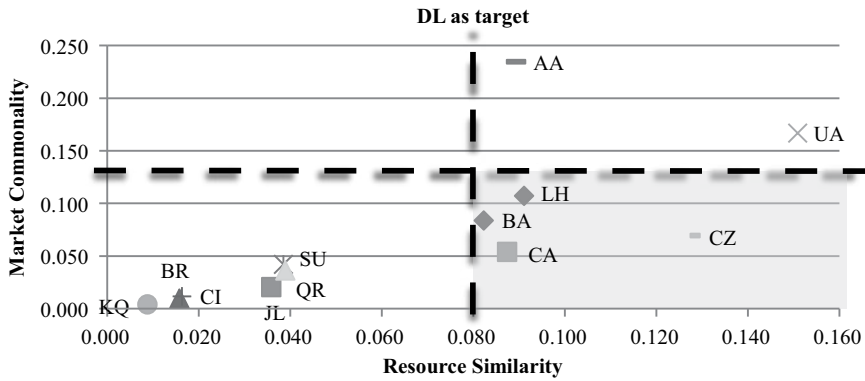 DL as target
Market Commonality
0.250
AA
0.200
UA
0.150
LH
0.100
BA
CZ
0.050
SU
CA
BR
QR
CI
0.000
KQ
JL
0.000
0.020
0.040
0.080
0.100
0.120
0.140
0.160
Resource Similarity